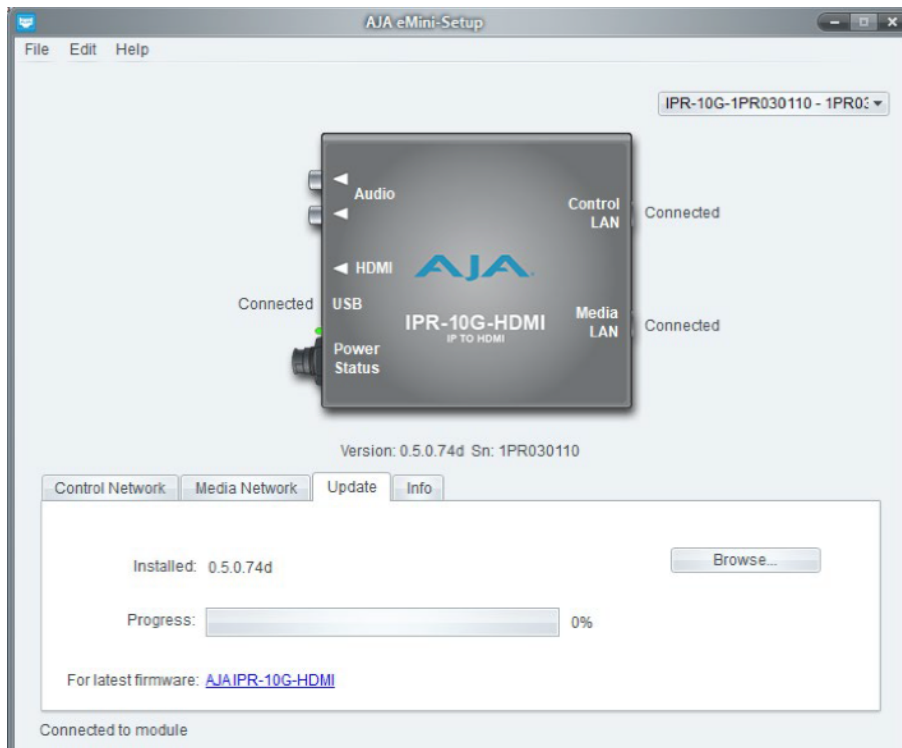 AJA eMini-Setup
File Edit Help
IPR-10G-1PR030110 - 1PR0
Audio
Control
LAN
Connected
HDMI
AJA
Connected
USB
IPR-10G-HDMI
IP TO HDMI
Media
LAN
Connected
Power
Status
Version: 0.5.0.74d Sn: 1PR030110
Control Network Media Network Update Info
Installed: 0.5.0.74d
Browse...
Progress:
0%
For latest firmware: AJA IPR-10G-HDMI
Connected to module